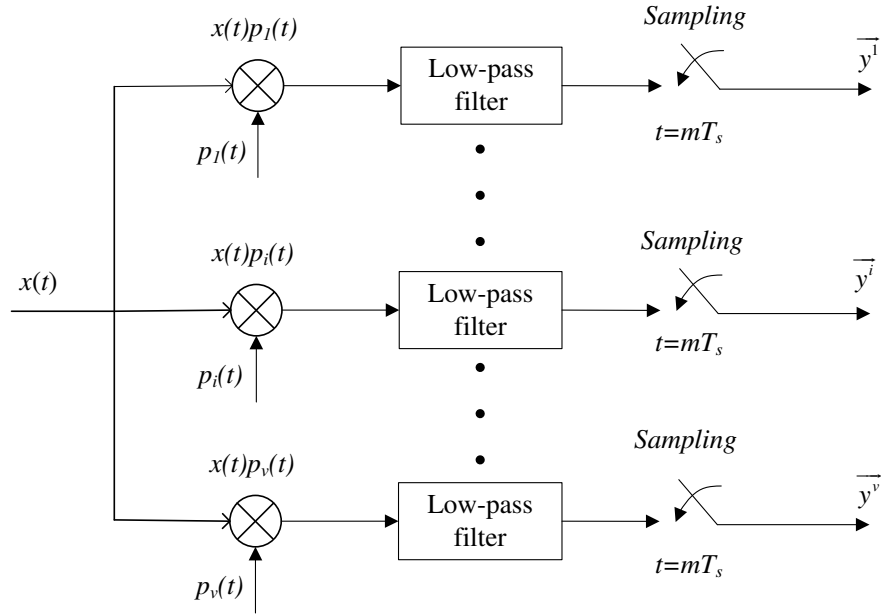 x(t)p₁(t)
Sampling
Low-pass
filter
y¹
p₁(t)
t=mTₛ
x(t)
x(t)pᵢ(t)
Sampling
Low-pass
filter
yⁱ
pᵢ(t)
t=mTₛ
x(t)pᵥ(t)
Sampling
Low-pass
filter
yᵛ
pᵥ(t)
t=mTₛ